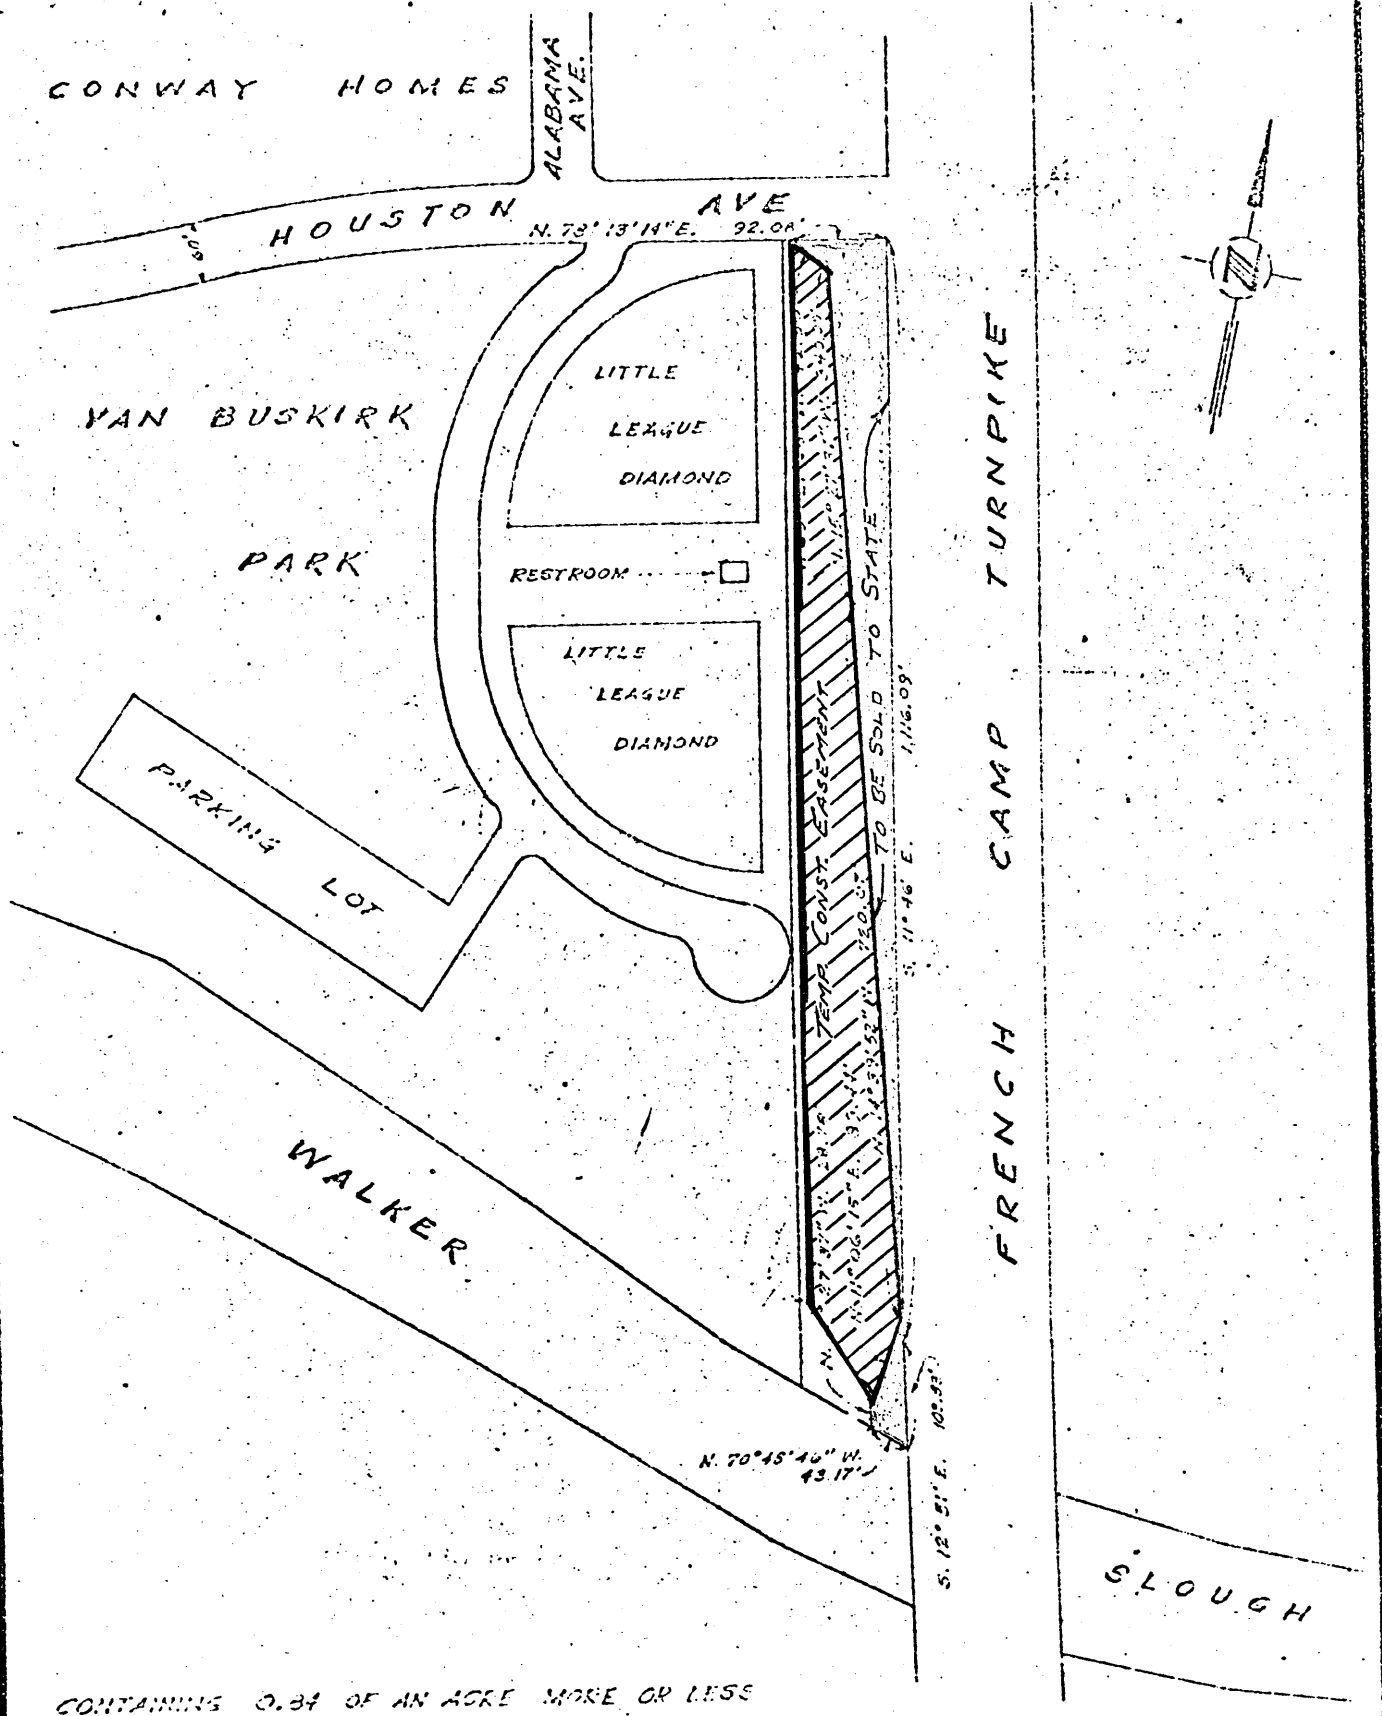 CONWAY HOMES
ALABAMA
AVE.
HOUSTON AVE
N. 78° 13' 14" E. 92.08'
VAN BUSKIRK
PARK
LITTLE
LEAGUE
DIAMOND
RESTROOM
LITTLE
LEAGUE
DIAMOND
PARKING
LOT
TEMP. CONST. EASEMENT
TO BE SOLD TO STATE
S. 11° 46' E. 1,116.09'
FRENCH CAMP TURNPIKE
WALKER
N. 70° 45' 46" W.
43.17'
S. 12° 51' E.
SLOUGH
CONTAINING 0.84 OF AN ACRE MORE OR LESS